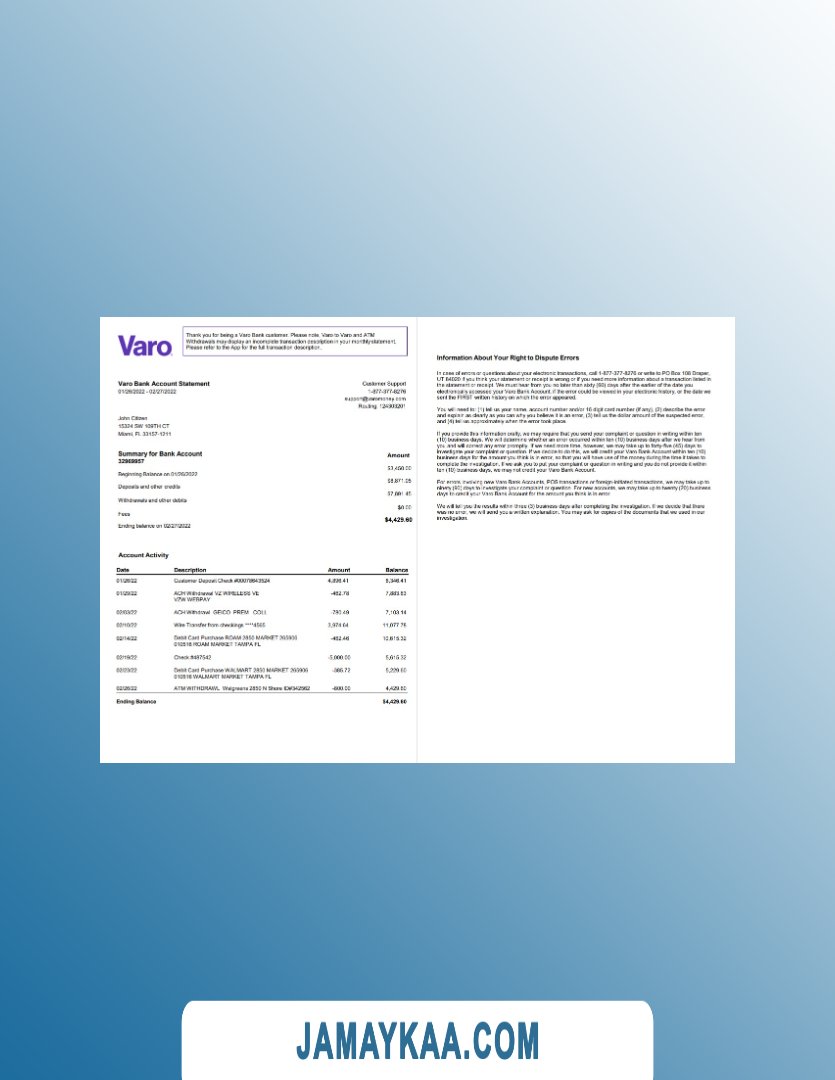 Varo
Thank you for being a Varo Bank customer. Please note, Varo to Varo and ATM
Withdrawals may display an incomplete transaction description in your monthly statement.
Please refer to the App for the full transaction description.
Varo Bank Account Statement
01/26/2022 - 02/27/2022
Customer Support
1-877-377-8276
support@varomoney.com
Routing: 124303201
John Citizen
15324 SW 109TH CT
Miami, FL 33157-1211
Summary for Bank Account
32969957
Amount
Beginning Balance on 01/26/2022
$3,450.00
Deposits and other credits
$8,871.05
Withdrawals and other debits
$7,891.45
Fees
$0.00
Ending balance on 02/27/2022
$4,429.60
Account Activity
Date Description Amount Balance
01/26/22 Customer Deposit Check #00078643524 4,896.41 8,346.41
01/29/22 ACH Withdrawal VZ WIRELESS VE -462.78 7,883.63
VZW WEBPAY
02/03/22 ACH Withdrawl GEICO PREM COLL -780.49 7,103.14
02/10/22 Wire Transfer from checkings ****4565 3,974.64 11,077.78
02/14/22 Debit Card Purchase ROAM 2850 MARKET 265906 -462.46 10,615.32
010516 ROAM MARKET TAMPA FL
02/19/22 Check #487542 -5,000.00 5,615.32
02/23/22 Debit Card Purchase WALMART 2850 MARKET 265906 -385.72 5,229.60
010516 WALMART MARKET TAMPA FL
02/26/22 ATM WITHDRAWL Walgreens 2850 N Shore ID#542562 -800.00 4,429.60
Ending Balance $4,429.60
Information About Your Right to Dispute Errors
In case of errors or questions about your electronic transactions, call 1-877-377-8276 or write to PO Box 108 Draper,
UT 84020 if you think your statement or receipt is wrong or if you need more information about a transaction listed in
the statement or receipt. We must hear from you no later than sixty (60) days after the earlier of the date you
electronically accesses your Varo Bank Account, if the error could be viewed in your electronic history, or the date we
sent the FIRST written history on which the error appeared.
You will need to: (1) tell us your name, account number and/or 16 digit card number (if any), (2) describe the error
and explain as clearly as you can why you believe it is an error, (3) tell us the dollar amount of the suspected error,
and (4) tell us approximately when the error took place.
If you provide this information orally, we may require that you send your complaint or question in writing within ten
(10) business days. We will determine whether an error occurred within ten (10) business days after we hear from
you and will correct any error promptly. If we need more time, however, may take up to forty-five (45) days to
investigate your complaint or question. If we decide to do this, we will credit your Varo Bank Account within ten (10)
business days for the amount you think is in error, so that you will have use of the money during the time it takes to
complete the investigation. If we ask you to put your complaint or question in writing and you do not provide it within
ten (10) business days, we may not credit your Varo Bank Account.
For errors involving new Varo Bank Accounts, POS transactions or foreign-initiated transactions, we may take up to
ninety (90) days to investigate your complaint or question. For new accounts, we may take up to twenty (20) business
days to credit your Varo Bank Account for the amount you think is in error.
We will tell you the results within three (3) business days after completing the investigation. If we decide that there
was no error, we will send you a written explanation. You may ask for copies of the documents that we used in our
investigation.
JAMAYKAA.COM